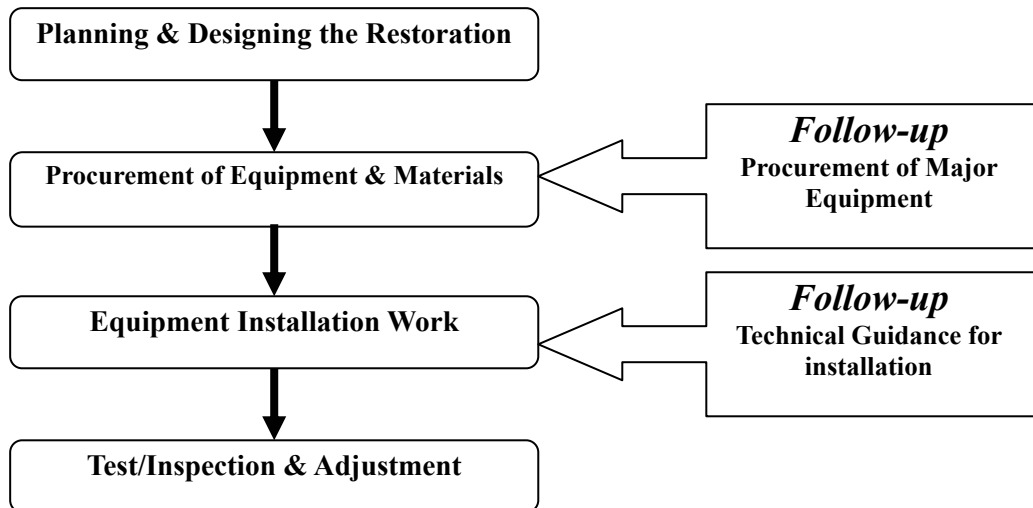 Planning & Designing the Restoration
Procurement of Equipment & Materials
Follow-up
Procurement of Major
Equipment
Equipment Installation Work
Follow-up
Technical Guidance for
installation
Test/Inspection & Adjustment